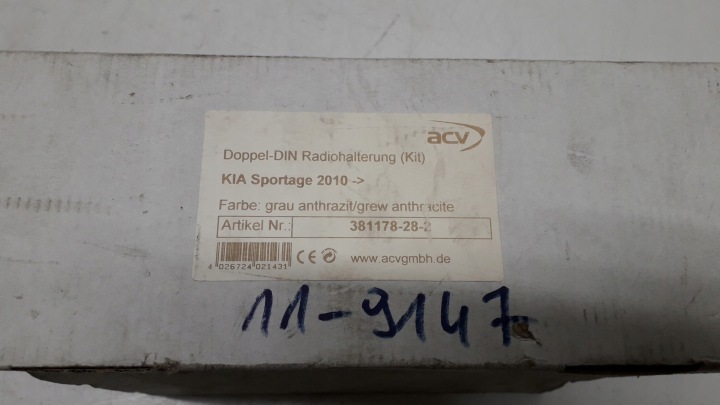 acv
Doppel-DIN Radiohalterung (Kit)
KIA Sportage 2010 ->
Farbe: grau anthrazit/grew anthracite
Artikel Nr.: 381178-28-2
4 026724 021431 CE www.acvgmbh.de
11-9147